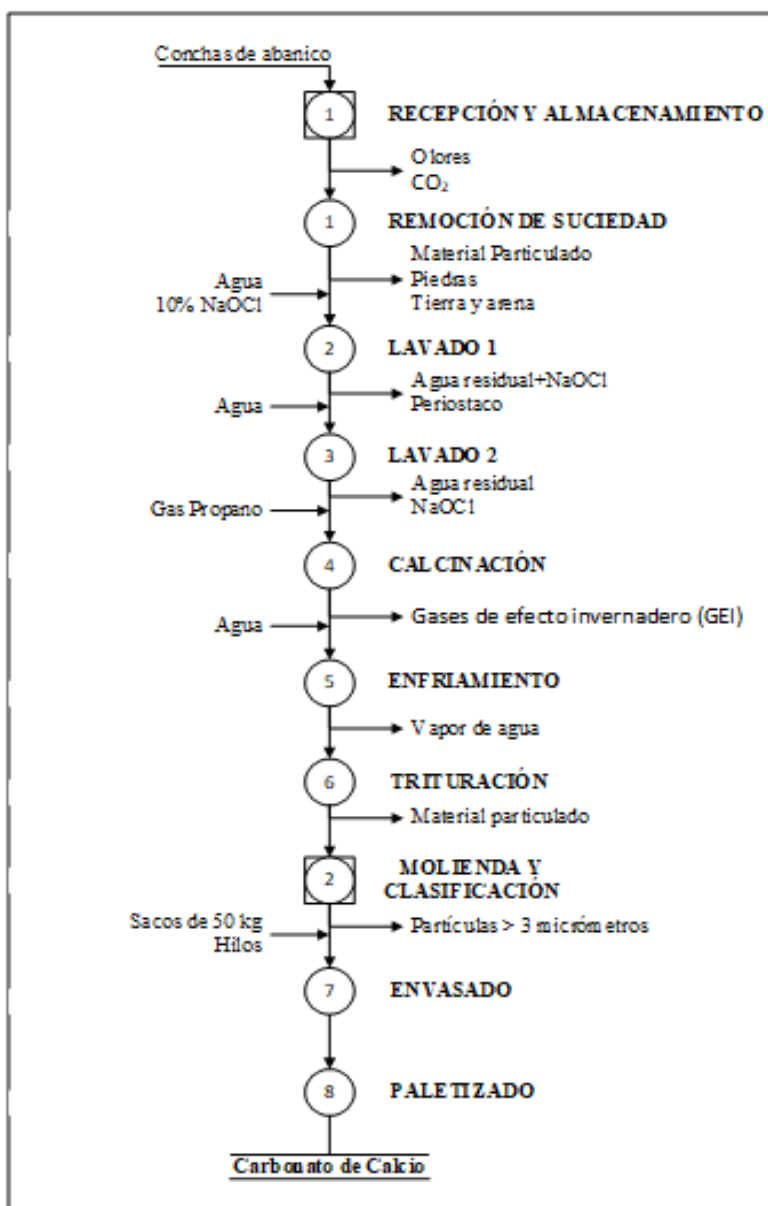 Conchas de abanico
1
RECEPCIÓN Y ALMACENAMIENTO
Olores
CO₂
1
REMOCIÓN DE SUCIEDAD
Material Particulado
Piedras
Tierra y arena
Agua
10% NaOCl
2
LAVADO 1
Agua residual+NaOCl
Periostaco
Agua
3
LAVADO 2
Agua residual
NaOCl
Gas Propano
4
CALCINACIÓN
Gases de efecto invernadero (GEI)
Agua
5
ENFRIAMIENTO
Vapor de agua
6
TRITURACIÓN
Material particulado
2
MOLIENDA Y
CLASIFICACIÓN
Partículas > 3 micrómetros
Sacos de 50 kg
Hilos
7
ENVASADO
8
PALETIZADO
Carbonato de Calcio